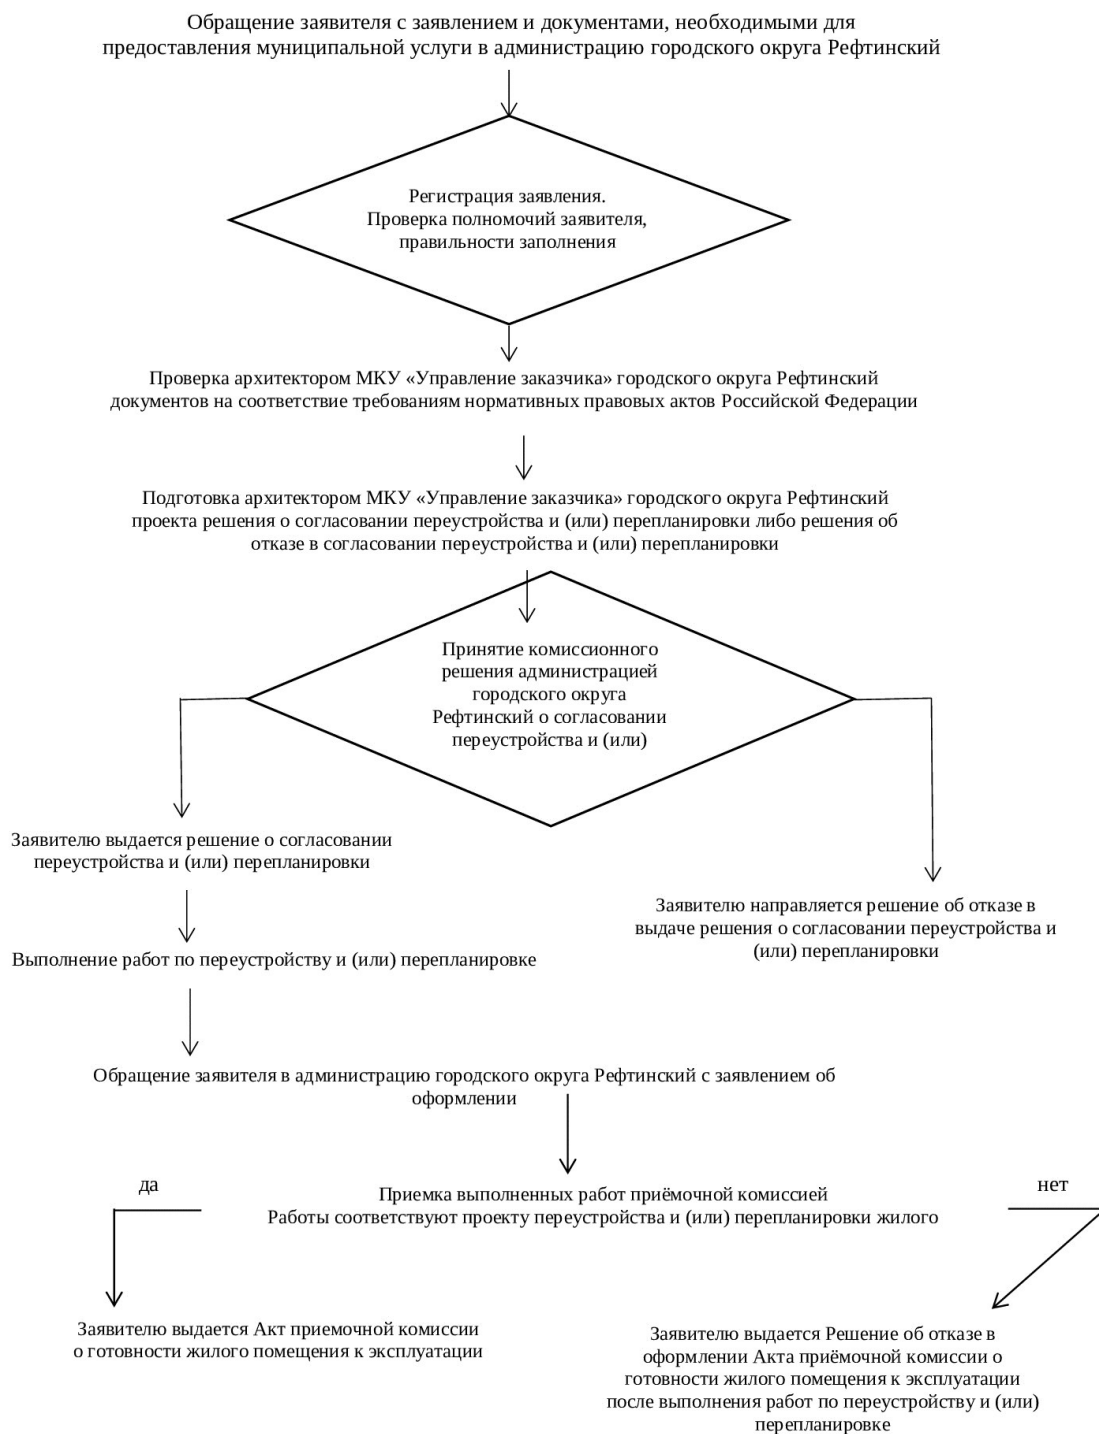 Обращение заявителя с заявлением и документами, необходимыми для
предоставления муниципальной услуги в администрацию городского округа Рефтинский
Регистрация заявления.
Проверка полномочий заявителя,
правильности заполнения
Проверка архитектором МКУ «Управление заказчика» городского округа Рефтинский
документов на соответствие требованиям нормативных правовых актов Российской Федерации
Подготовка архитектором МКУ «Управление заказчика» городского округа Рефтинский
проекта решения о согласовании переустройства и (или) перепланировки либо решения об
отказе в согласовании переустройства и (или) перепланировки
Принятие комиссионного
решения администрацией
городского округа
Рефтинский о согласовании
переустройства и (или)
Заявителю выдается решение о согласовании
переустройства и (или) перепланировки
Заявителю направляется решение об отказе в
выдаче решения о согласовании переустройства и
(или) перепланировки
Выполнение работ по переустройству и (или) перепланировке
Обращение заявителя в администрацию городского округа Рефтинский с заявлением об
оформлении
да
нет
Приемка выполненных работ приёмочной комиссией
Работы соответствуют проекту переустройства и (или) перепланировки жилого
Заявителю выдается Акт приемочной комиссии
о готовности жилого помещения к эксплуатации
Заявителю выдается Решение об отказе в
оформлении Акта приёмочной комиссии о
готовности жилого помещения к эксплуатации
после выполнения работ по переустройству и (или)
перепланировке